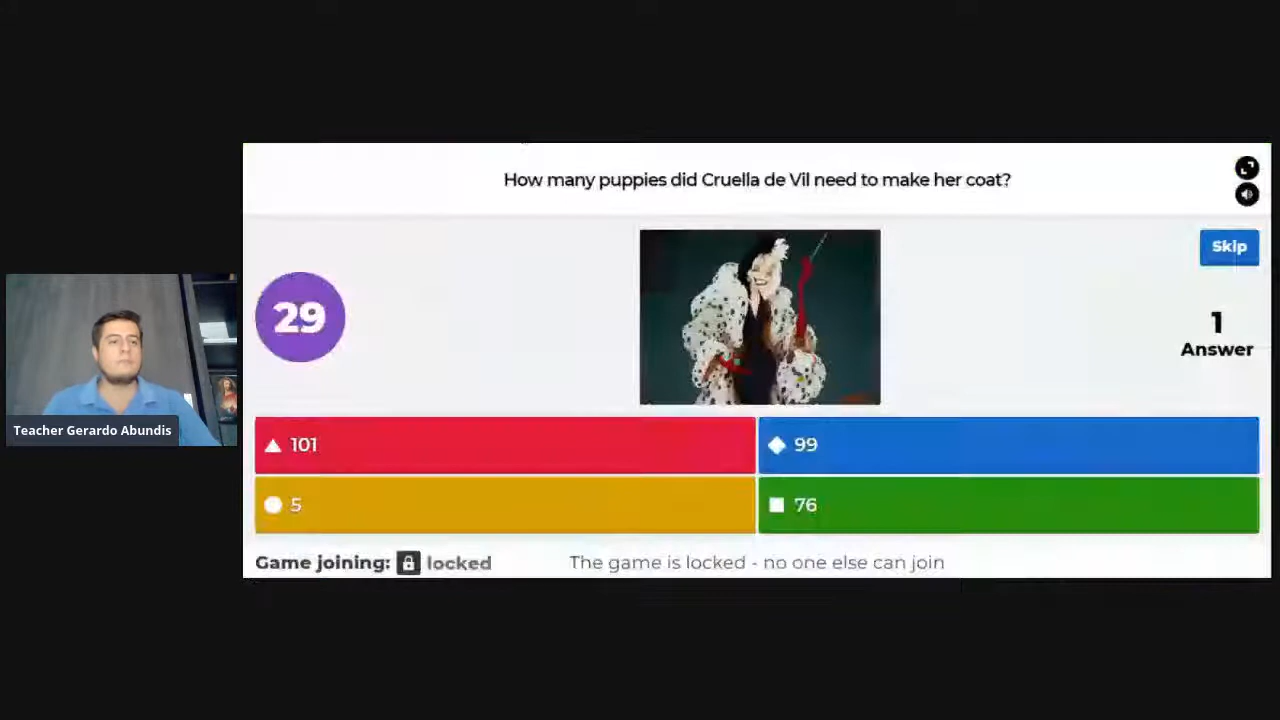 How many puppies did Cruella de Vil need to make her coat?
Skip
29
1
Answer
Teacher Gerardo Abundis
101
99
5
76
Game joining: locked
The game is locked - no one else can join